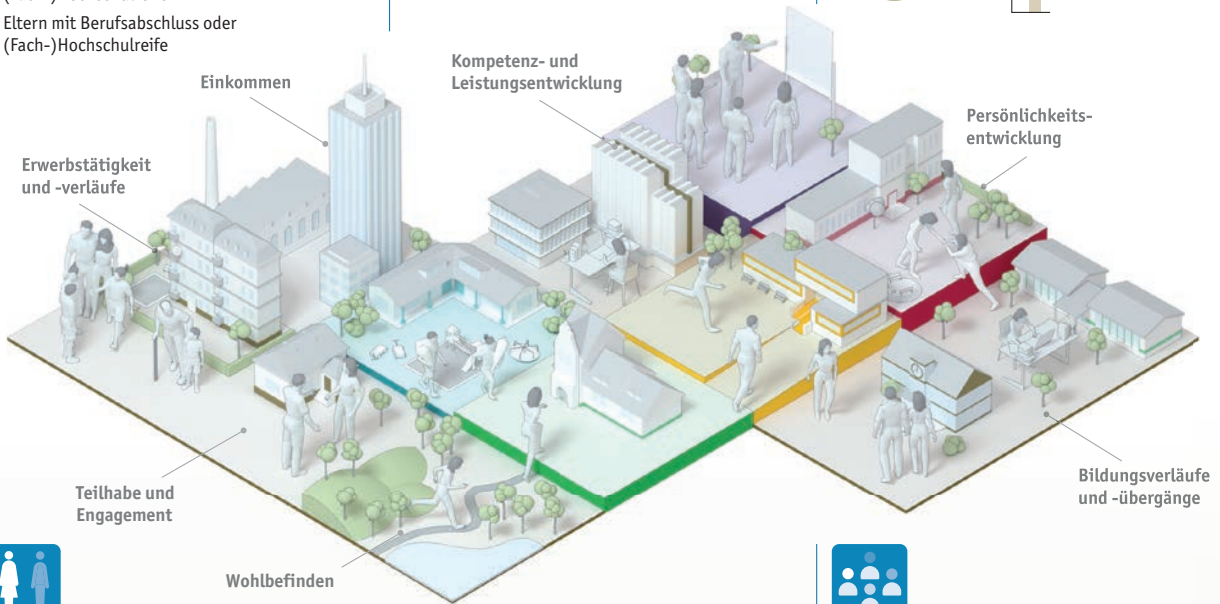 Eltern mit Berufsabschluss oder
(Fach-)Hochschulreife
Einkommen
Kompetenz- und
Leistungsentwicklung
Persönlichkeits-
entwicklung
Erwerbstätigkeit
und -verläufe
Teilhabe und
Engagement
Wohlbefinden
Bildungsverläufe
und -übergänge